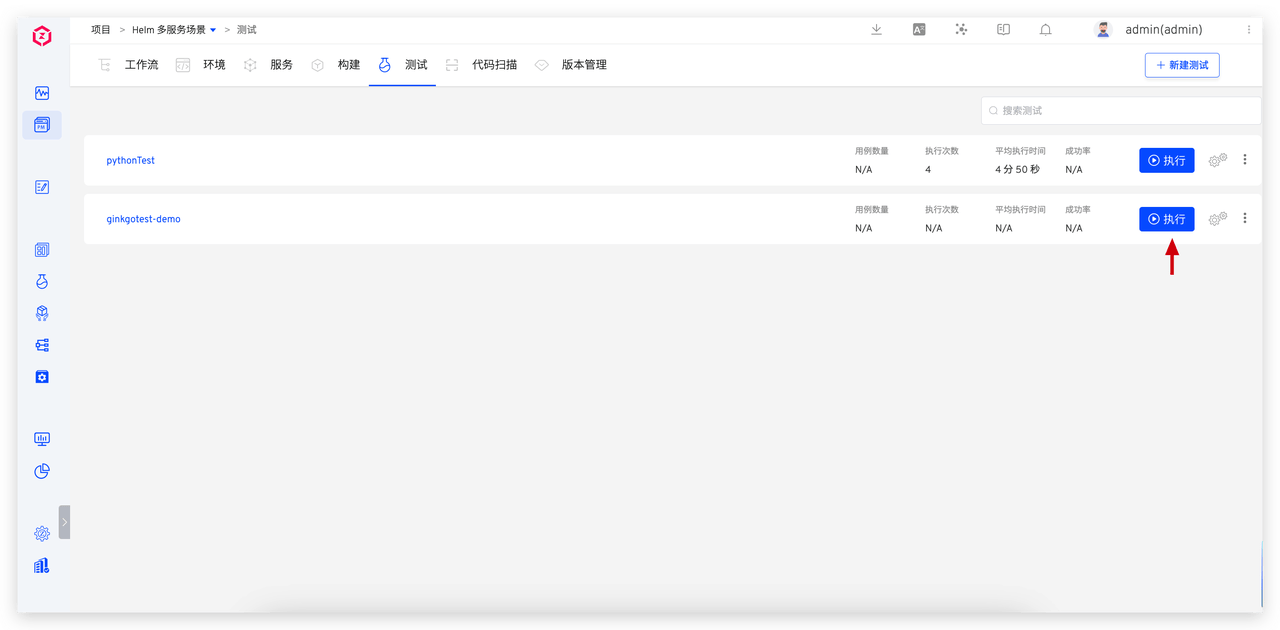 项目 > Helm 多服务场景 > 测试
admin(admin)
工作流 环境 服务 构建 测试 代码扫描 版本管理
+ 新建测试
搜索测试
pythonTest
用例数量 执行次数 平均执行时间 成功率
N/A 4 4 分 50 秒 N/A
执行
ginkgotest-demo
用例数量 执行次数 平均执行时间 成功率
N/A N/A N/A N/A
执行